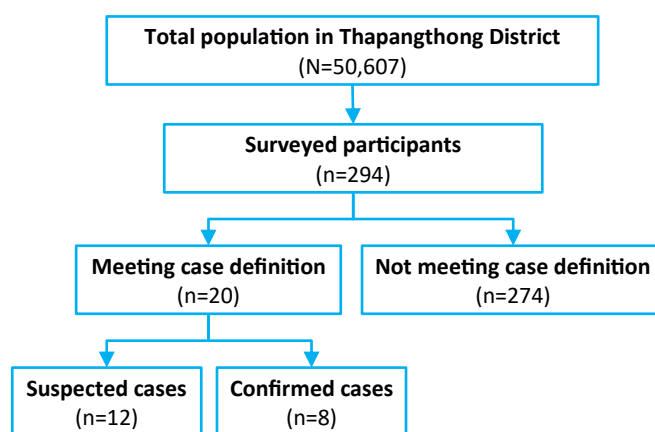 Total population in Thapangthong District
(N=50,607)
Surveyed participants
(n=294)
Meeting case definition
(n=20)
Not meeting case definition
(n=274)
Suspected cases
(n=12)
Confirmed cases
(n=8)